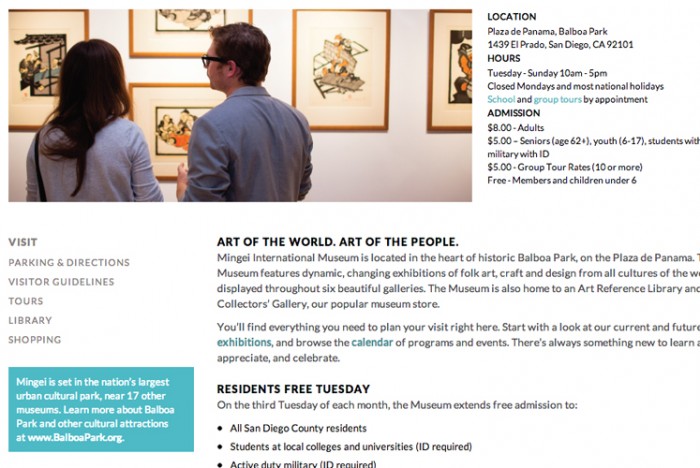 LOCATION
Plaza de Panama, Balboa Park
1439 El Prado, San Diego, CA 92101
HOURS
Tuesday - Sunday 10am - 5pm
Closed Mondays and most national holidays
School and group tours by appointment
ADMISSION
$8.00 - Adults
$5.00 – Seniors (age 62+), youth (6-17), students with
military with ID
$5.00 - Group Tour Rates (10 or more)
Free - Members and children under 6
VISIT
PARKING & DIRECTIONS
VISITOR GUIDELINES
TOURS
LIBRARY
SHOPPING
Mingei is set in the nation's largest
urban cultural park, near 17 other
museums. Learn more about Balboa
Park and other cultural attractions
at www.BalboaPark.org.
ART OF THE WORLD. ART OF THE PEOPLE.
Mingei International Museum is located in the heart of historic Balboa Park, on the Plaza de Panama.
Museum features dynamic, changing exhibitions of folk art, craft and design from all cultures of the
displayed throughout six beautiful galleries. The Museum is also home to an Art Reference Library and
Collectors' Gallery, our popular museum store.
You'll find everything you need to plan your visit right here. Start with a look at our current and future
exhibitions, and browse the calendar of programs and events. There's always something new to learn
appreciate, and celebrate.
RESIDENTS FREE TUESDAY
On the third Tuesday of each month, the Museum extends free admission to:
• All San Diego County residents
• Students at local colleges and universities (ID required)
• Active duty military (ID required)